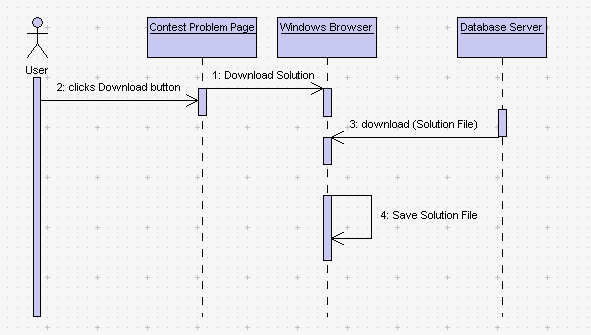 Contest Problem Page
Windows Browser
Database Server
User
1: Download Solution
2: clicks Download button
3: download (Solution File)
4: Save Solution File